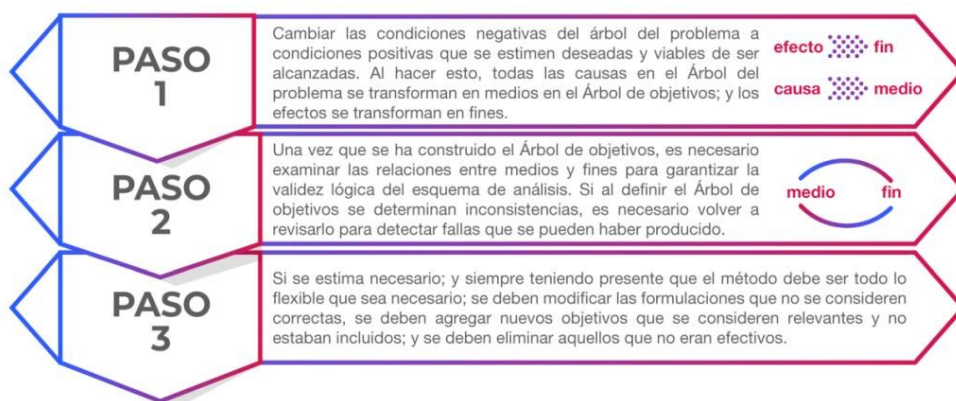 PASO
1
Cambiar las condiciones negativas del árbol del problema a
condiciones positivas que se estimen deseadas y viables de ser
alcanzadas. Al hacer esto, todas las causas en el Árbol del
problema se transforman en medios en el Árbol de objetivos; y los
efectos se transforman en fines.
efecto fin
causa medio
PASO
2
Una vez que se ha construido el Árbol de objetivos, es necesario
examinar las relaciones entre medios y fines para garantizar la
validez lógica del esquema de análisis. Si al definir el Árbol de
objetivos se determinan inconsistencias, es necesario volver a
revisarlo para detectar fallas que se pueden haber producido.
medio fin
PASO
3
Si se estima necesario; y siempre teniendo presente que el método debe ser todo lo
flexible que sea necesario; se deben modificar las formulaciones que no se consideren
correctas, se deben agregar nuevos objetivos que se consideren relevantes y no
estaban incluidos; y se deben eliminar aquellos que no eran efectivos.